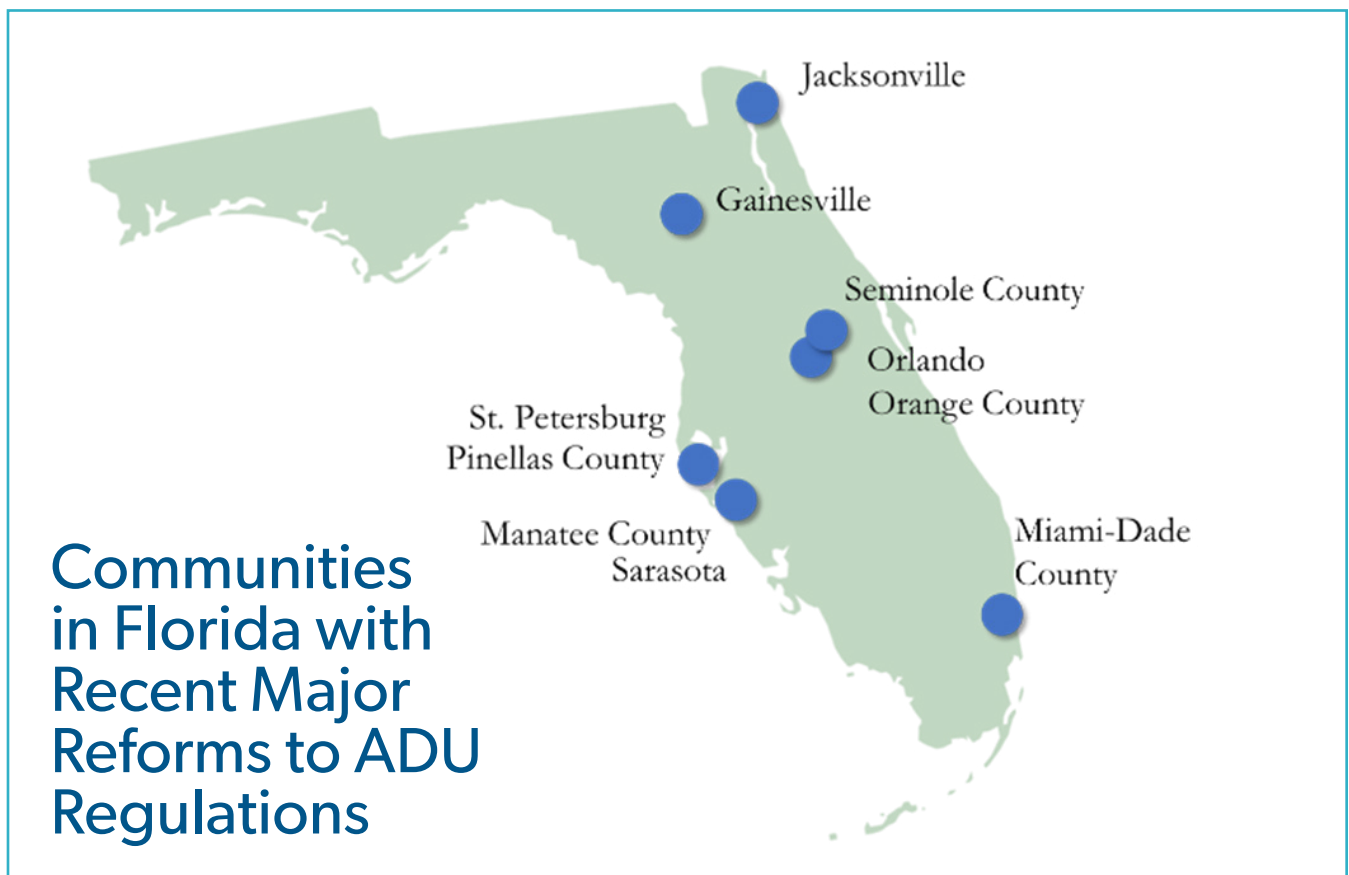 Jacksonville
Gainesville
Seminole County
Orlando
Orange County
St. Petersburg
Pinellas County
Manatee County
Sarasota
Miami-Dade
County
Communities
in Florida with
Recent Major
Reforms to ADU
Regulations